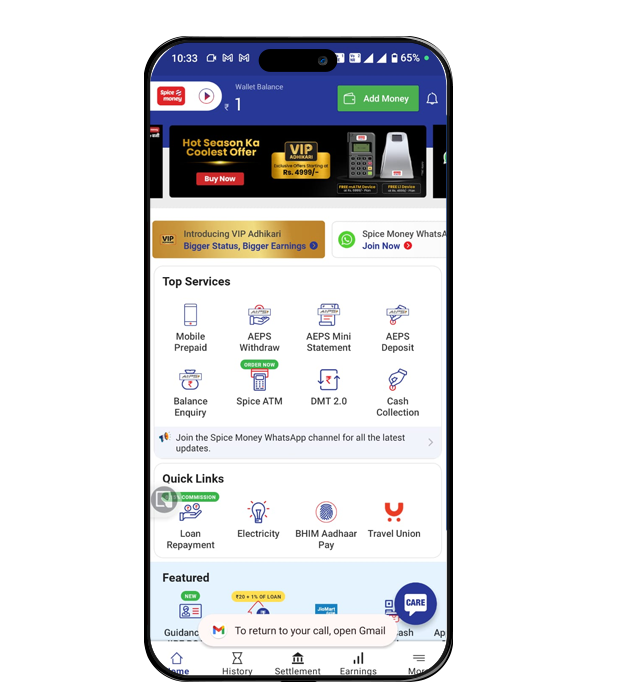 10:33
65%
Spice
money
Wallet Balance
₹ 1
Add Money
Hot Season Ka
Coolest Offer
Buy Now
VIP
ADHIKARI
Exclusive Offers Starting at
Rs. 4999/-
VIP
Introducing VIP Adhikari
Bigger Status, Bigger Earnings
Spice Money WhatsA
Join Now
Top Services
Mobile
Prepaid
AEPS
Withdraw
AEPS Mini
Statement
AEPS
Deposit
ORDER NOW
Balance
Enquiry
Spice ATM
DMT 2.0
Cash
Collection
Join the Spice Money WhatsApp channel for all the latest
updates.
Quick Links
COMMISSION
Loan
Repayment
Electricity
BHIM Aadhaar
Pay
Travel Union
Featured
NEW
₹20 + 1% OF LOAN
JioMart
CARE
Guidanc
ash
Ap
To return to your call, open Gmail
Home
History
Settlement
Earnings
Mor